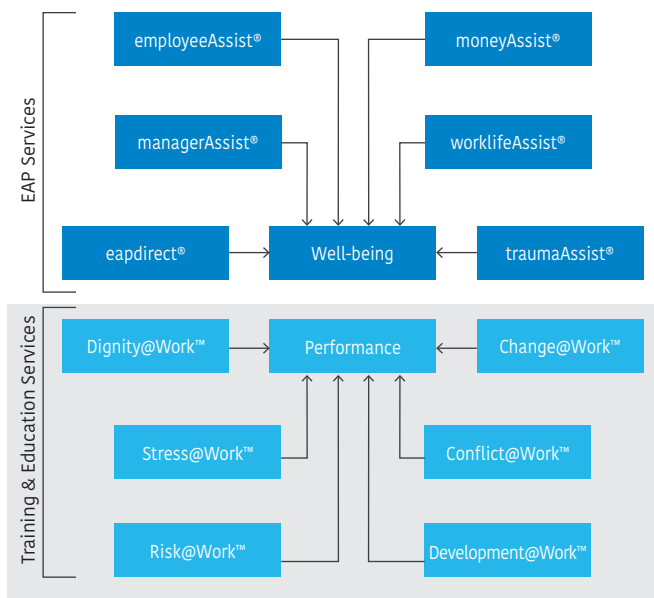 EAP Services
employeeAssist®
moneyAssist®
managerAssist®
worklifeAssist®
eapdirect®
Well-being
traumaAssist®
Training & Education Services
Dignity@Work™
Performance
Change@Work™
Stress@Work™
Conflict@Work™
Risk@Work™
Development@Work™